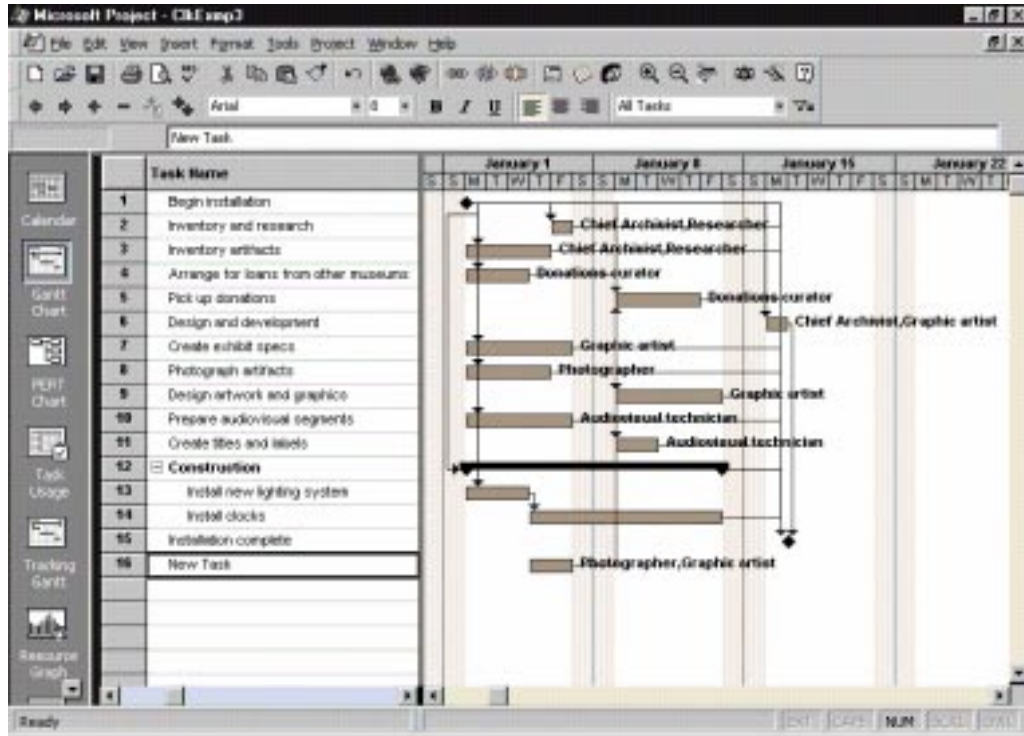 Microsoft Project - ClkExmp3
File Edit View Insert Format Tools Project Window Help
Arial 8 B I U All Tasks
New Task
Task Name
January 1 January 8 January 15 January 22
S S M T W T F S S M T W T F S S M T W T F S S M T W T
1 Begin installation
2 Inventory and research Chief Archivist,Researcher
3 Inventory artifacts Chief Archivist,Researcher
4 Arrange for loans from other museums Donations curator
5 Pick up donations Donations curator
6 Design and development Chief Archivist,Graphic artist
7 Create exhibit specs Graphic artist
8 Photograph artifacts Photographer
9 Design artwork and graphics Graphic artist
10 Prepare audiovisual segments Audiovisual technician
11 Create titles and labels Audiovisual technician
12 Construction
13 Install new lighting system
14 Install clocks
15 Installation complete
16 New Task Photographer,Graphic artist
Calendar
Gantt
Chart
PERT
Chart
Task
Usage
Tracking
Gantt
Resource
Graph
Ready EXT CAPS NUM SCRL OVR